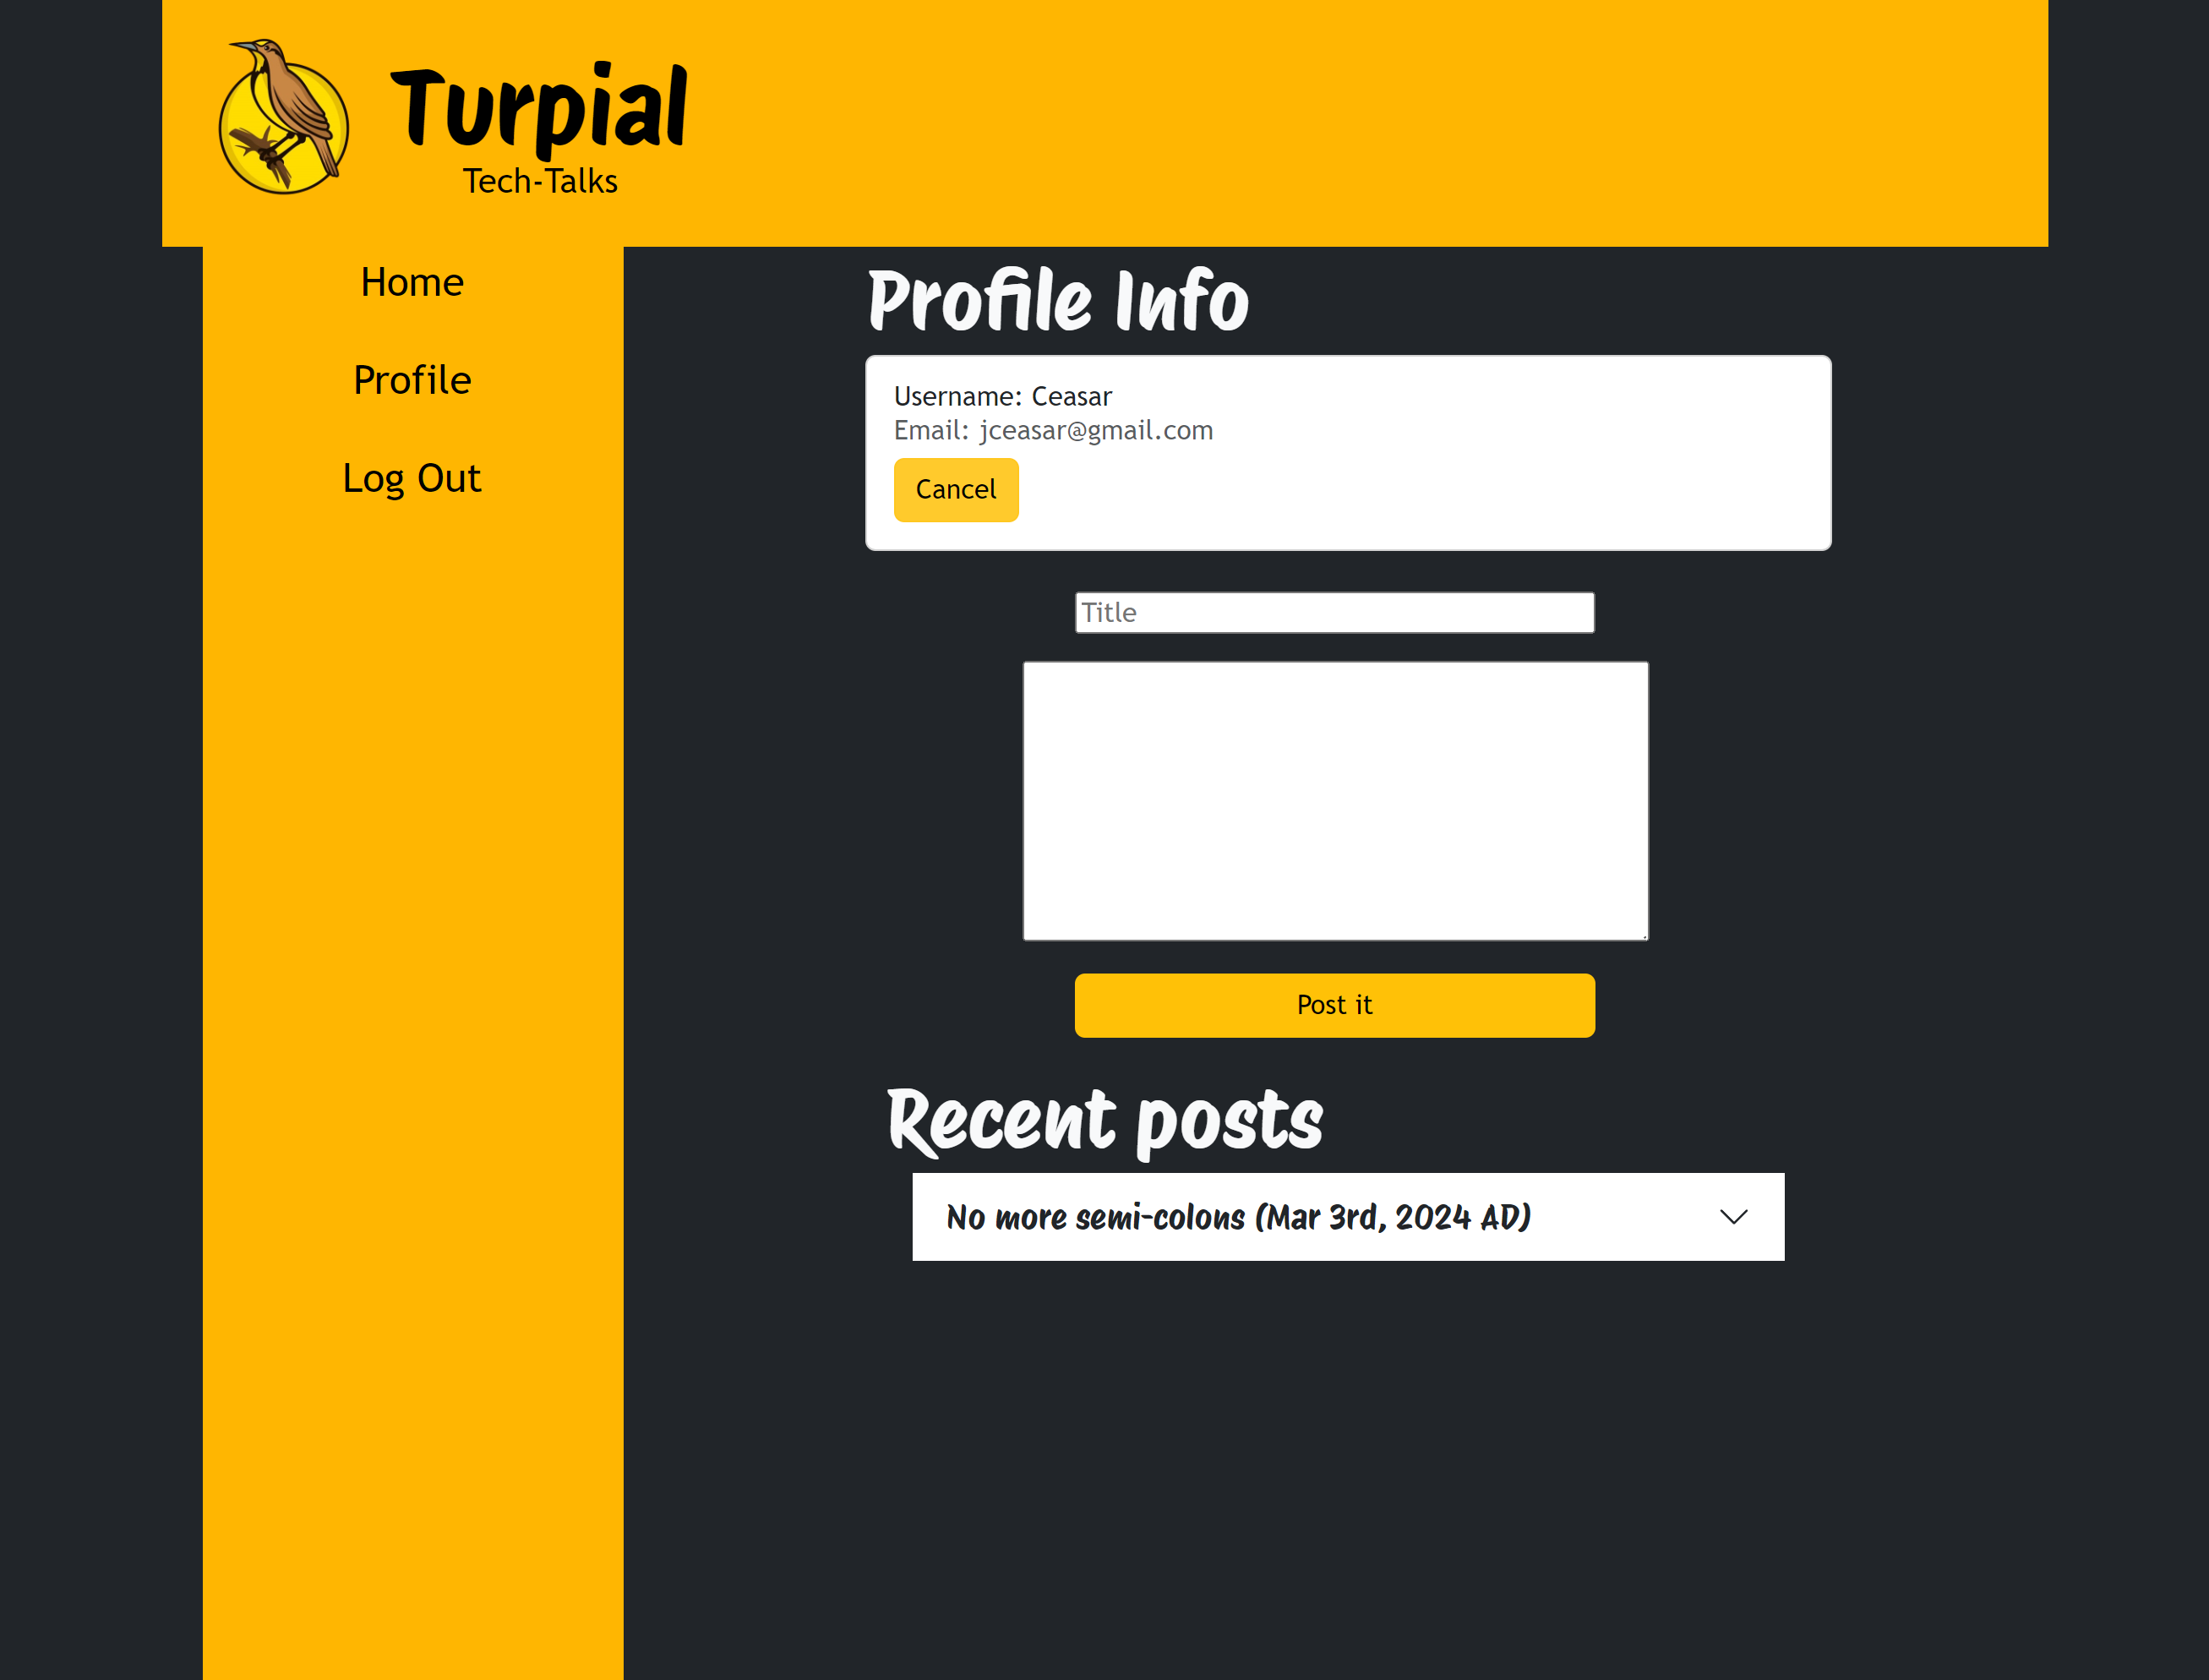 Turpial
Tech-Talks
Home
Profile
Log Out
Profile Info
Username: Ceasar
Email: jceasar@gmail.com
Cancel
Title
Post it
Recent posts
No more semi-colons (Mar 3rd, 2024 AD)